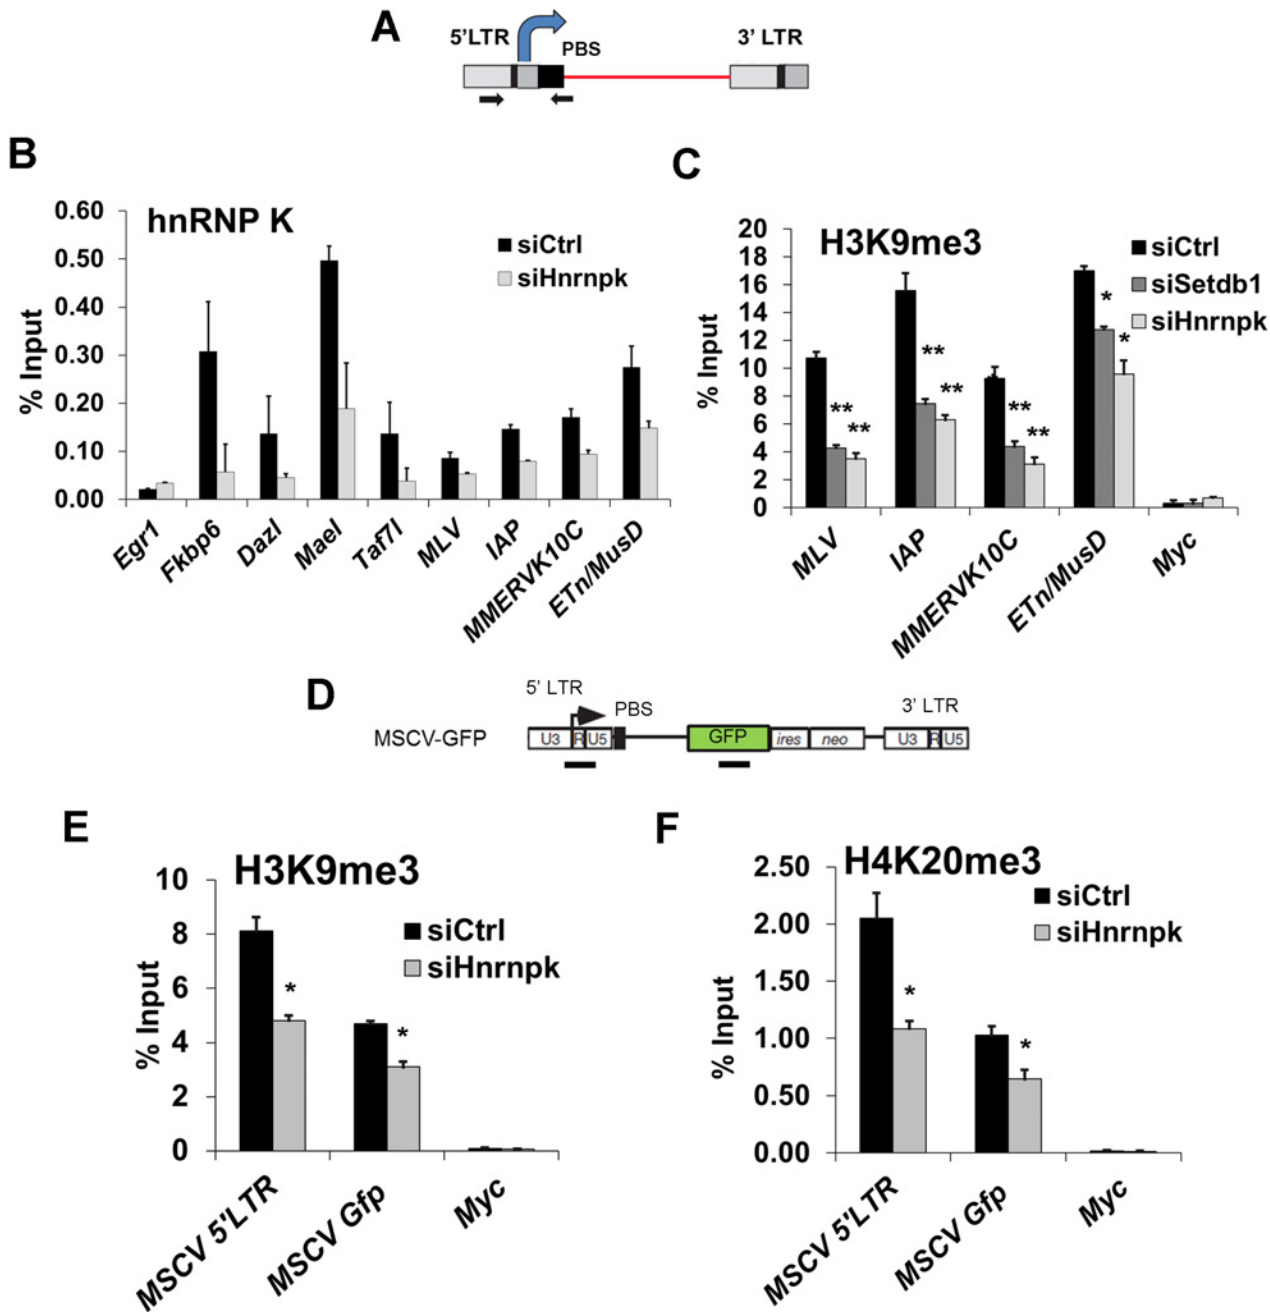 A
5'LTR
PBS
3' LTR
B
hnRNP K
siCtrl
siHnrnpk
% Input
0.60
0.50
0.40
0.30
0.20
0.10
0.00
Egr1
Fkbp6
Dazl
Mael
Taf7l
MLV
IAP
MMERVK10C
ETn/MusD
C
H3K9me3
siCtrl
siSetdb1
siHnrnpk
% Input
20
18
16
14
12
10
8
6
4
2
0
**
**
**
**
**
**
*
*
MLV
IAP
MMERVK10C
ETn/MusD
Myc
D
5' LTR
PBS
3' LTR
MSCV-GFP
U3
R
U5
GFP
ires
neo
U3
R
U5
E
H3K9me3
siCtrl
siHnrnpk
% Input
10
8
6
4
2
0
*
*
MSCV 5'LTR
MSCV Gfp
Myc
F
H4K20me3
siCtrl
siHnrnpk
% Input
2.50
2.00
1.50
1.00
0.50
0.00
*
*
MSCV 5'LTR
MSCV Gfp
Myc